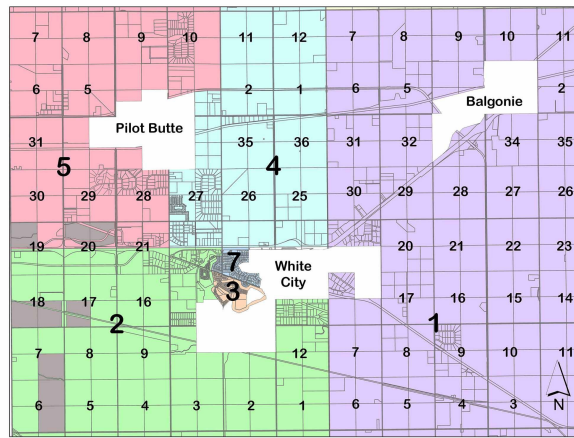 7 8 9 10 11 12 7 8 9 10 11
6 5 2 1 6 5 Balgonie 2
Pilot Butte
31 35 36 31 32 34 35
5 4
30 29 28 27 26 25 30 29 28 27 26
19 20 21 7 White City 20 21 22 23
3
18 17 16 17 16 15 14
2 1
7 8 9 12 7 8 9 10 11
6 5 4 3 2 1 6 5 4 3 N